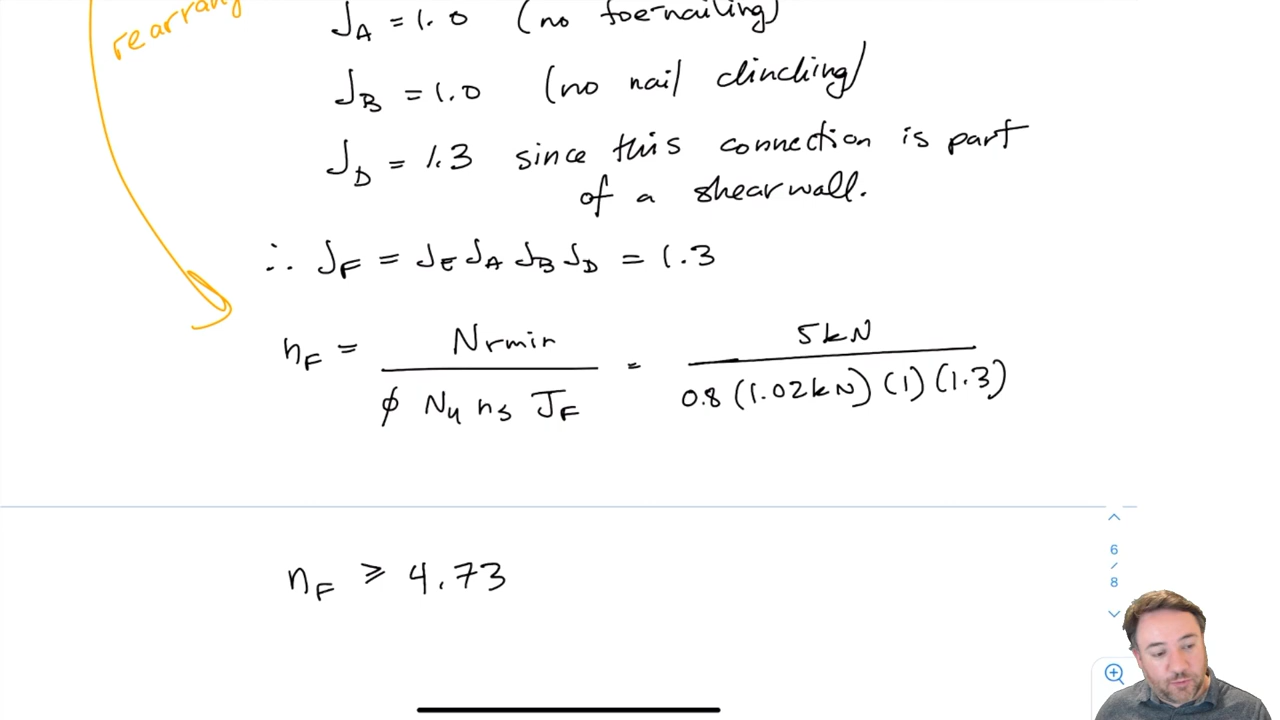 rearrang
J_A = 1.0 (no toe-nailing)
J_B = 1.0 (no nail clinching)
J_D = 1.3 since this connection is part
of a shearwall.
∴ J_F = J_E J_A J_B J_D = 1.3
n_F = N_rmin / (φ N_u n_s J_F) = 5kN / (0.8 (1.02kN) (1) (1.3))
6
/
8
n_F ≥ 4.73